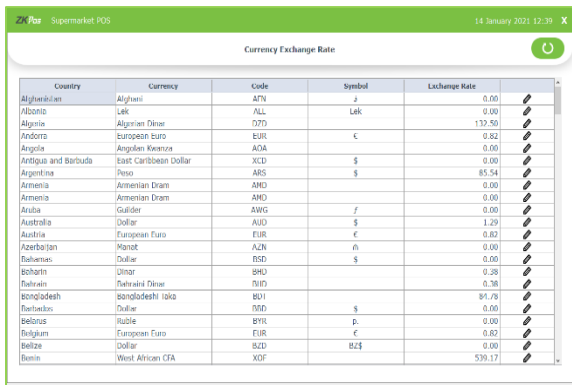 ZKPos Supermarket POS 14 January 2021 12:39 X
Currency Exchange Rate
Country Currency Code Symbol Exchange Rate
Afghanistan Afghani AFN ؋ 0.00
Albania Lek ALL Lek 0.00
Algeria Algerian Dinar DZD 132.50
Andorra European Euro EUR € 0.82
Angola Angolan Kwanza AOA 0.00
Antigua and Barbuda East Caribbean Dollar XCD $ 0.00
Argentina Peso ARS $ 85.54
Armenia Armenian Dram AMD 0.00
Armenia Armenian Dram AMD 0.00
Aruba Guilder AWG ƒ 0.00
Australia Dollar AUD $ 1.29
Austria European Euro EUR € 0.82
Azerbaijan Manat AZN 0.00
Bahamas Dollar BSD $ 0.00
Baharin Dinar BHD 0.38
Bahrain Bahraini Dinar BHD 0.38
Bangladesh Bangladeshi Taka BDT 84.78
Barbados Dollar BBD $ 0.00
Belarus Ruble BYR p. 0.00
Belgium European Euro EUR € 0.82
Belize Dollar BZD BZ$ 0.00
Benin West African CFA XOF 539.17